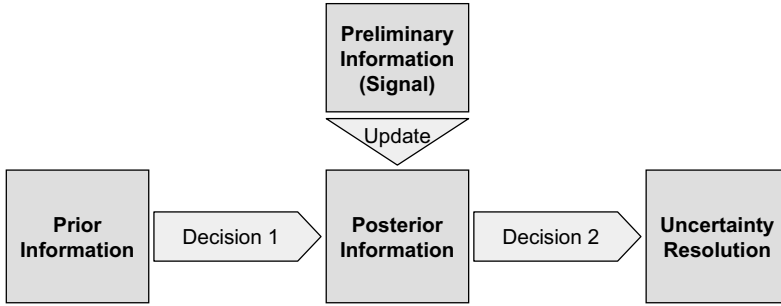 Preliminary
Information
(Signal)
Update
Prior
Information
Decision 1
Posterior
Information
Decision 2
Uncertainty
Resolution